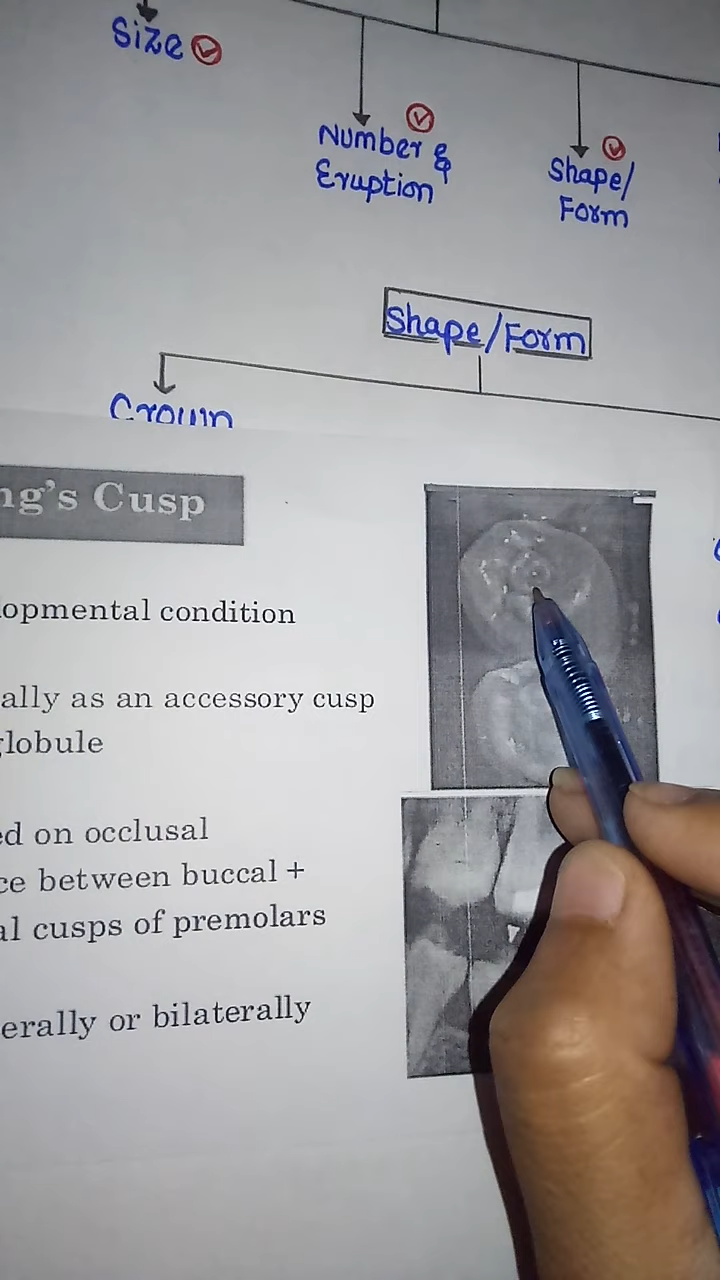 Size
Number &
Eruption
Shape/
Form
Shape/Form
Crown
ng's Cusp
lopmental condition
ally as an accessory cusp
globule
ed on occlusal
ce between buccal +
al cusps of premolars
erally or bilaterally